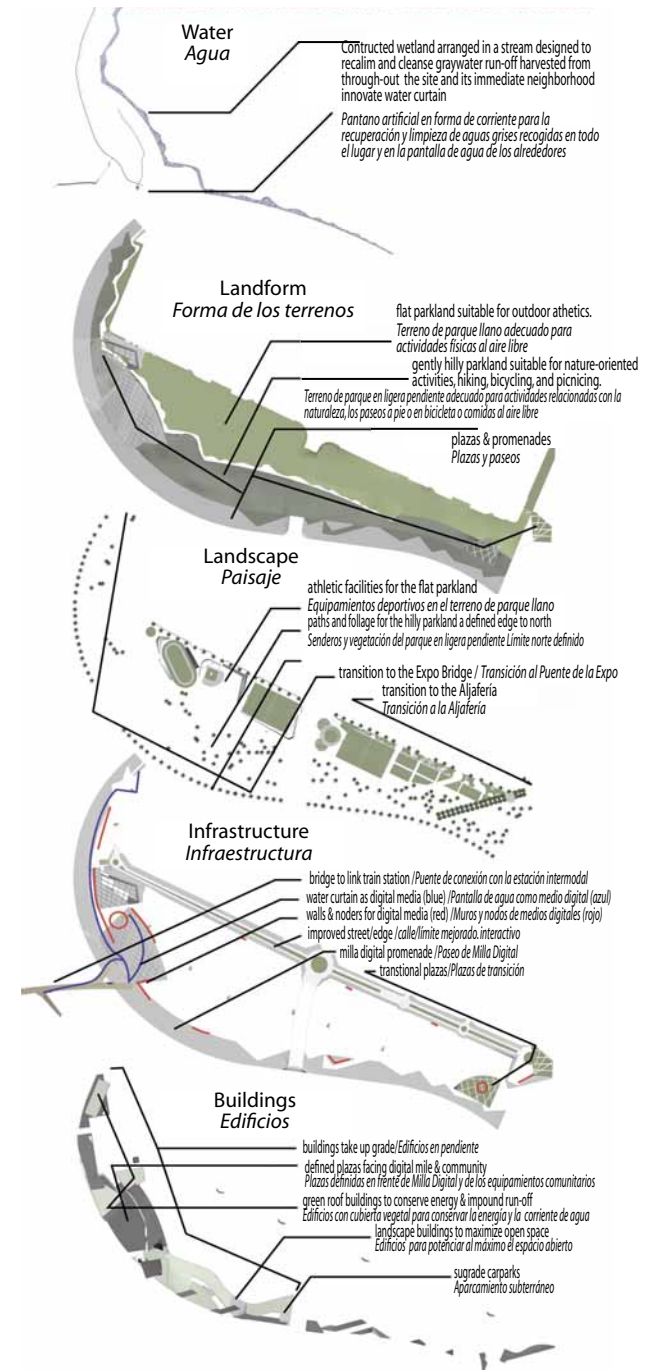 Water
Agua
Contructed wetland arranged in a stream designed to
recalim and cleanse graywater run-off harvested from
through-out the site and its immediate neighborhood
innovate water curtain
Pantano artificial en forma de corriente para la
recuperación y limpieza de aguas grises recogidas en todo
el lugar y en la pantalla de agua de los alrededores
Landform
Forma de los terrenos
flat parkland suitable for outdoor athetics.
Terreno de parque llano adecuado para
actividades físicas al aire libre
gently hilly parkland suitable for nature-oriented
activities, hiking, bicycling, and picnicing.
Terreno de parque en ligera pendiente adecuado para actividades relacionadas con la
naturaleza, los paseos a pie o en bicicleta o comidas al aire libre
plazas & promenades
Plazas y paseos
Landscape
Paisaje
athletic facilities for the flat parkland
Equipamientos deportivos en el terreno de parque llano
paths and follage for the hilly parkland a defined edge to north
Senderos y vegetación del parque en ligera pendiente Límite norte definido
transition to the Expo Bridge / Transición al Puente de la Expo
transition to the Aljafería
Transición a la Aljafería
Infrastructure
Infraestructura
bridge to link train station /Puente de conexión con la estación intermodal
water curtain as digital media (blue) /Pantalla de agua como medio digital (azul)
walls & noders for digital media (red) /Muros y nodos de medios digitales (rojo)
improved street/edge /calle/límite mejorado. interactivo
milla digital promenade /Paseo de Milla Digital
transtional plazas/Plazas de transición
Buildings
Edificios
buildings take up grade/Edificios en pendiente
defined plazas facing digital mile & community
Plazas definidas en frente de Milla Digital y de los equipamientos comunitarios
green roof buildings to conserve energy & impound run-off
Edificios con cubierta vegetal para conservar la energía y la corriente de agua
landscape buildings to maximize open space
Edificios para potenciar al máximo el espacio abierto
sugrade carparks
Aparcamiento subterráneo